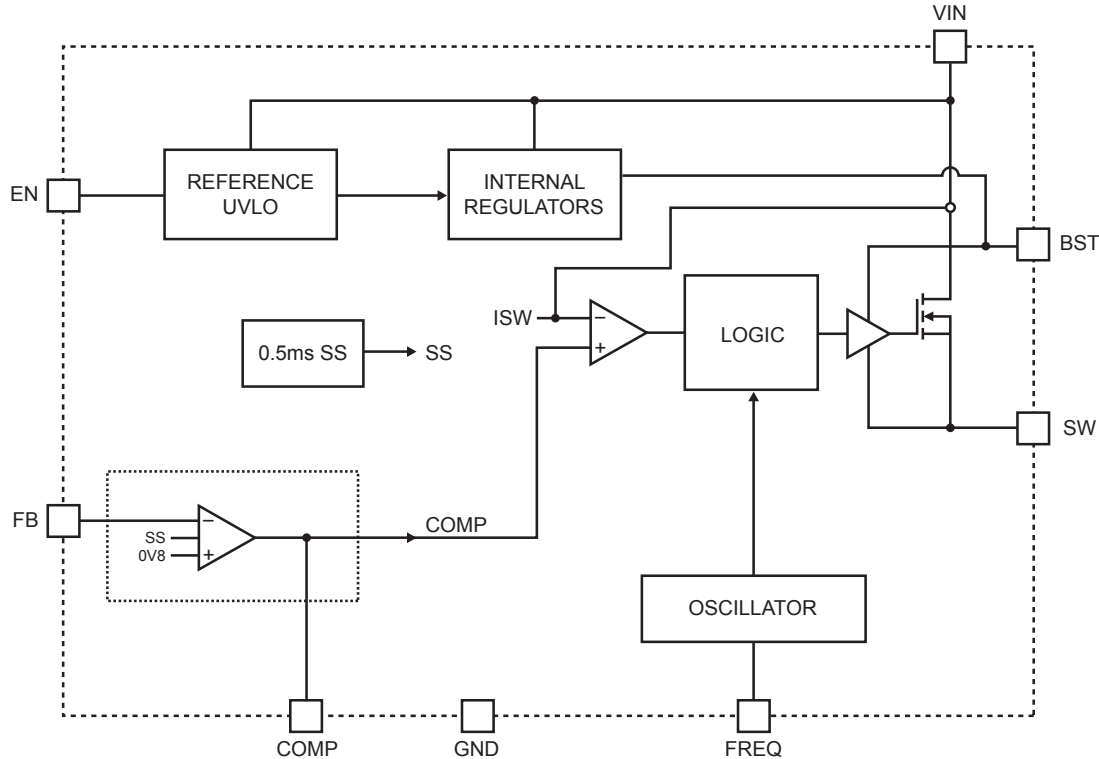 VIN
EN
REFERENCE
UVLO
INTERNAL
REGULATORS
BST
ISW
−
+
LOGIC
0.5ms SS
SS
SW
FB
−
SS
0V8
+
COMP
OSCILLATOR
COMP
GND
FREQ